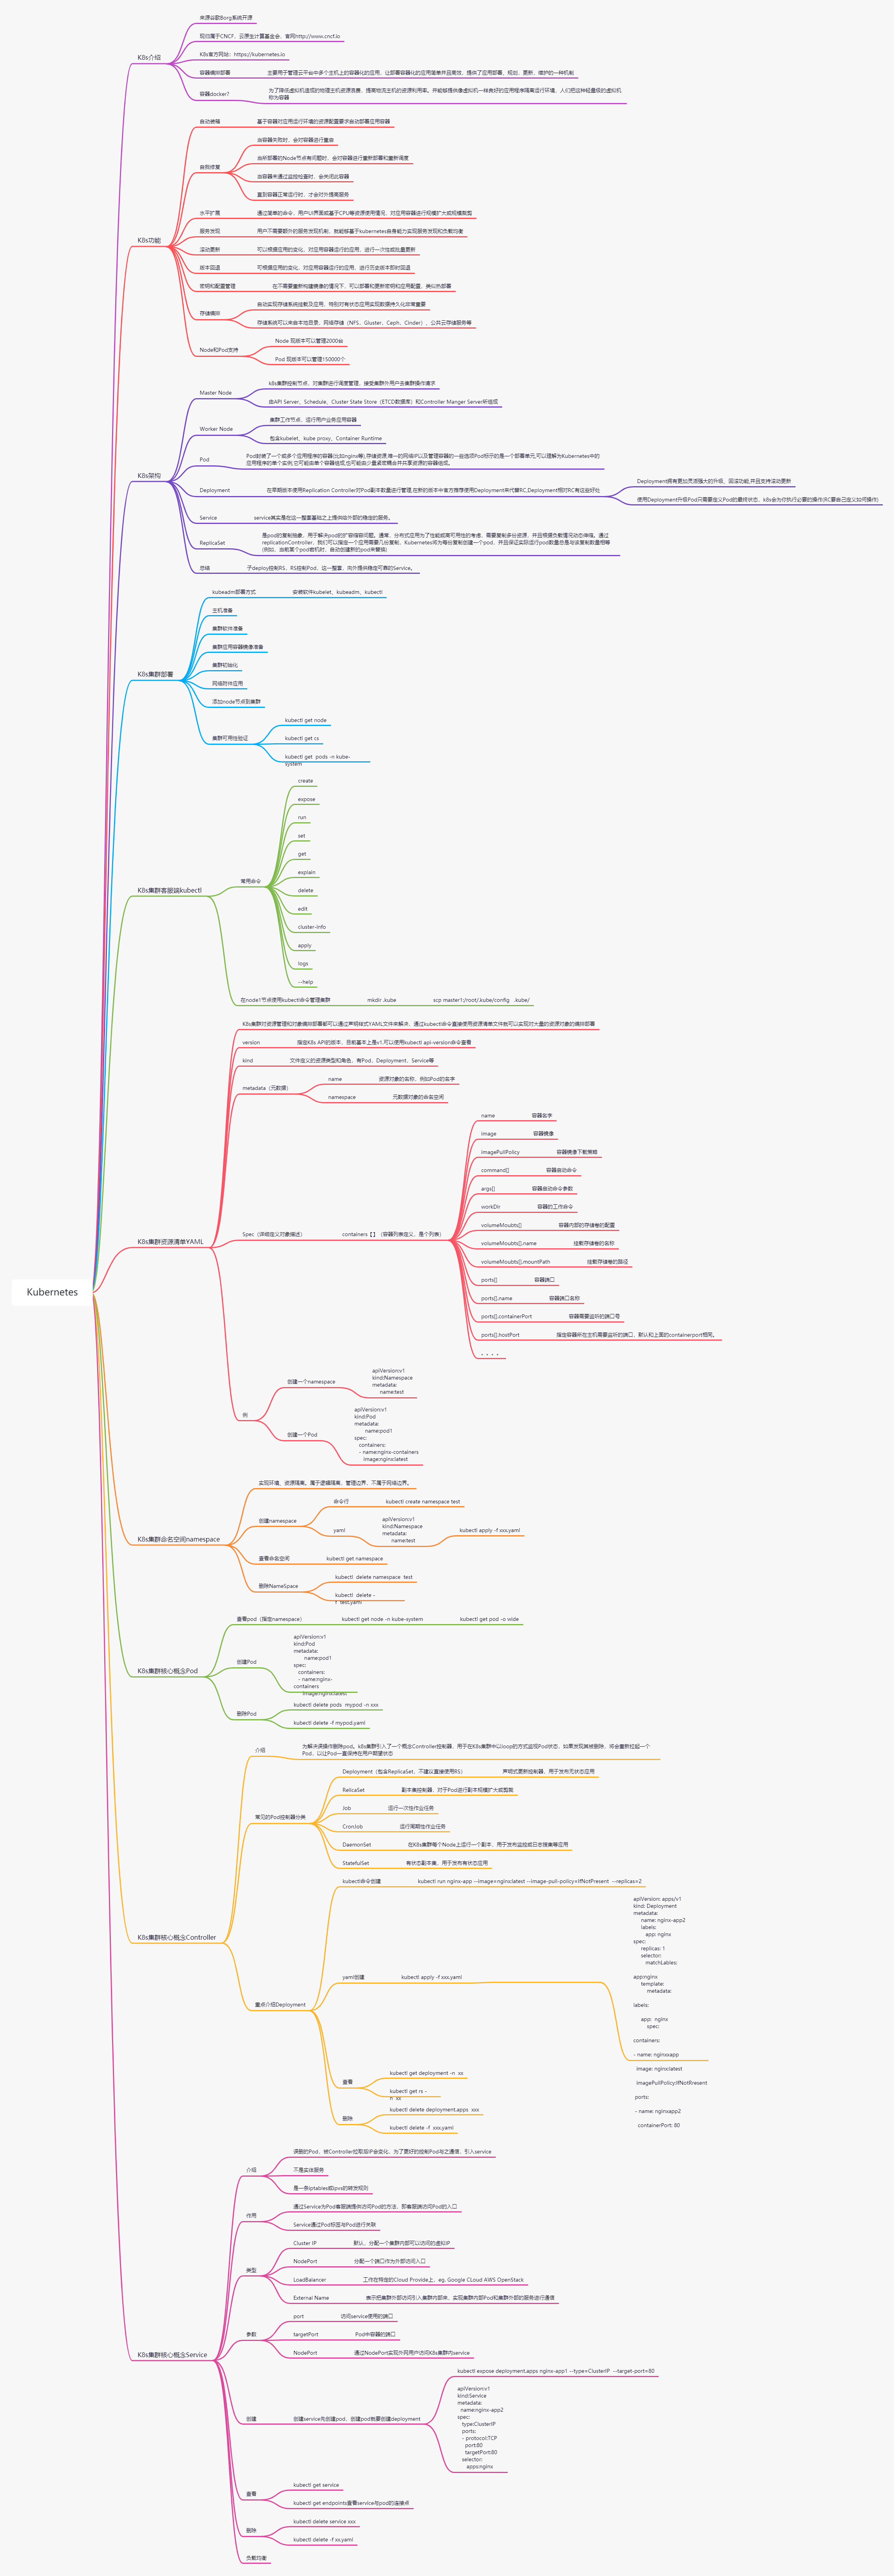 Kubernetes
K8s介绍
来源谷歌Borg系统开源
现归属于CNCF，云原生计算基金会，官网http://www.cncf.io
K8s官方网站：https://kubernetes.io
容器编排部署
主要用于管理云平台中多个主机上的容器化的应用，让部署容器化的应用简单并且高效，提供了应用部署，规划，更新，维护的一种机制
容器docker?
为了降低虚拟机造成的物理主机资源浪费，提高物流主机的资源利用率。并能够提供像虚拟机一样良好的应用程序隔离运行环境，人们把这种轻量级的虚拟机
称为容器
K8s功能
自动装箱
基于容器对应用运行环境的资源配置要求自动部署应用容器
自我修复
当容器失败时，会对容器进行重启
当所部署的Node节点有问题时，会对容器进行重新部署和重新调度
当容器未通过监控检查时，会关闭此容器
直到容器正常运行时，才会对外提高服务
水平扩展
通过简单的命令，用户UI界面或基于CPU等资源使用情况，对应用容器进行规模扩大或规模裁剪
服务发现
用户不需要额外的服务发现机制，就能够基于kubernetes自身能力实现服务发现和负载均衡
滚动更新
可以根据应用的变化，对应用容器运行的应用，进行一次性或批量更新
版本回退
可根据应用的变化，对应用容器运行的应用，进行历史版本即时回退
密钥和配置管理
在不需要重新构建镜像的情况下，可以部署和更新密钥和应用配置，类似热部署
存储编排
自动实现存储系统挂载及应用，特别对有状态应用实现数据持久化非常重要
存储系统可以来自本地目录、网络存储（NFS、Gluster、Ceph、Cinder）、公共云存储服务等
Node和Pod支持
Node 现版本可以管理2000台
Pod 现版本可以管理150000个
K8s架构
Master Node
k8s集群控制节点，对集群进行调度管理，接受集群外用户去集群操作请求
由API Server、Schedule、Cluster State Store（ETCD数据库）和Controller Manger Server所组成
Worker Node
集群工作节点，运行用户业务应用容器
包含kubelet、kube proxy、Container Runtime
Pod
Pod封装了一个或多个应用程序的容器(比如nginx等),存储资源,唯一的网络IP以及管理容器的一些选项Pod标示的是一个部署单元,可以理解为Kubernetes中的
应用程序的单个实例,它可能由单个容器组成,也可能由少量紧密耦合并共享资源的容器组成。
Deployment
在早期版本使用Replication Controller对Pod副本数量进行管理,在新的版本中官方推荐使用Deployment来代替RC,Deployment相对RC有这些好处
Deployment拥有更加灵活强大的升级、回滚功能,并且支持滚动更新
使用Deployment升级Pod只需要定义Pod的最终状态，k8s会为你执行必要的操作(RC要自己定义如何操作)
Service
service其实是在这一整套基础之上提供给外部的稳定的服务。
ReplicaSet
是pod的复制抽象，用于解决pod的扩容缩容问题。通常，分布式应用为了性能或高可用性的考虑，需要复制多份资源，并且根据负载情况动态伸缩。通过
replicationController，我们可以指定一个应用需要几份复制，Kubernetes将为每份复制创建一个pod，并且保证实际运行pod数量总是与该复制数量相等
(例如，当前某个pod宕机时，自动创建新的pod来替换)
总结
于deploy控制RS，RS控制Pod，这一整套，向外提供稳定可靠的Service。
K8s集群部署
kubeadm部署方式
安装软件kubelet、kubeadm、kubectl
主机准备
集群软件准备
集群应用容器镜像准备
集群初始化
网络附件应用
添加node节点到集群
集群可用性验证
kubectl get node
kubectl get cs
kubectl get  pods -n kube-
system
K8s集群客服端kubectl
常用命令
create
expose
run
set
get
explain
delete
edit
cluster-info
apply
logs
--help
在node1节点使用kubectl命令管理集群
mkdir .kube
scp master1:/root/.kube/config   .kube/
K8s集群资源清单YAML
K8s集群对资源管理和对象编排部署都可以通过声明样式YAML文件来解决，通过kubectl命令直接使用资源清单文件就可以实现对大量的资源对象的编排部署
version
指定K8s API的版本，目前基本上是v1,可以使用kubectl api-version命令查看
kind
文件定义的资源类型和角色，有Pod、Deployment、Service等
metadata（元数据）
name
资源对象的名称，例如Pod的名字
namespace
元数据对象的命名空间
Spec（详细定义对象描述）
containers【 】（容器列表定义，是个列表）
name
容器名字
image
容器镜像
imagePullPolicy
容器镜像下载策略
command[]
容器启动命令
args[]
容器启动命令参数
workDir
容器的工作命令
volumeMoubts[]
容器内部的存储卷的配置
volumeMoubts[].name
挂载存储卷的名称
volumeMoubts[].mountPath
挂载存储卷的路径
ports[]
容器端口
ports[].name
容器端口名称
ports[].containerPort
容器需要监听的端口号
ports[].hostPort
指定容器所在主机需要监听的端口，默认和上面的containerport相同。
。。。。
例
创建一个namespace
apiVersion:v1
kind:Namespace
metadata:
name:test
创建一个Pod
apiVersion:v1
kind:Pod
metadata:
name:pod1
spec:
containers:
- name:nginx-containers
image:nginx:latest
K8s集群命名空间namespace
实现环境、资源隔离。属于逻辑隔离，管理边界，不属于网络边界。
创建namespace
命令行
kubectl create namespace test
yaml
apiVersion:v1
kind:Namespace
metadata:
name:test
kubectl apply -f xxx.yaml
查看命名空间
kubectl get namespace
删除NameSpace
kubectl  delete namespace  test
kubectl  delete -
f  test.yaml
K8s集群核心概念Pod
查看pod（指定namespace）
kubectl get node -n kube-system
kubectl get pod -o wide
创建Pod
apiVersion:v1
kind:Pod
metadata:
name:pod1
spec:
containers:
- name:nginx-
containers
image:nginx:latest
删除Pod
kubectl delete pods  mypod -n xxx
kubectl delete -f mypod.yaml
K8s集群核心概念Controller
介绍
为解决误操作删除pod。k8s集群引入了一个概念Controller控制器，用于在K8s集群中以loop的方式监视Pod状态，如果发现其被删除，将会重新拉起一个
Pod，以让Pod一直保持在用户期望状态
常见的Pod控制器分类
Deployment（包含ReplicaSet，不建议直接使用RS）
声明式更新控制器，用于发布无状态应用
RelicaSet
副本集控制器，对于Pod进行副本规模扩大或剪裁
Job
运行一次性作业任务
CronJob
运行周期性作业任务
DaemonSet
在K8s集群每个Node上运行一个副本，用于发布监控或日志搜集等应用
StatefulSet
有状态副本集，用于发布有状态应用
重点介绍Deployment
kubectl命令创建
kubectl run nginx-app --image=nginx:latest --image-pull-policy=IfNotPresent  --replicas=2
yaml创建
kubectl apply -f xxx.yaml
apiVersion: apps/v1
kind: Deployment
metadata:
name: nginx-app2
labels:
app: nginx
spec:
replicas: 1
selector:
matchLables:
app:nginx
template:
metadata:
labels:
app:  nginx
spec:
containers:
- name: nginxxapp
image: nginx:latest
imagePullPolicy:IfNotRresent
ports:
- name: nginxapp2
containerPort: 80
查看
kubectl get deployment -n  xx
kubectl get rs -
n  xx
删除
kubectl delete deployment.apps  xxx
kubectl delete -f  xxx.yaml
K8s集群核心概念Service
介绍
误删的Pod，被Controller拉取后IP会变化。为了更好的控制Pod与之通信，引入service
不是实体服务
是一条iptables或ipvs的转发规则
作用
通过Service为Pod客服端提供访问Pod的方法，即客服端访问Pod的入口
Service通过Pod标签与Pod进行关联
类型
Cluster IP
默认，分配一个集群内部可以访问的虚拟IP
NodePort
分配一个端口作为外部访问入口
LoadBalancer
工作在特定的Cloud Provide上，eg. Google CLoud AWS OpenStack
External Name
表示把集群外部访问引入集群内部来，实现集群内部Pod和集群外部的服务进行通信
参数
port
访问service使用的端口
targetPort
Pod中容器的端口
NodePort
通过NodePort实现外网用户访问K8s集群内service
创建
创建service先创建pod，创建pod就要创建deployment
kubectl expose deployment.apps nginx-app1 --type=ClusterIP  --target-port=80
apiVersion:v1
kind:Service
metadata:
name:nginx-app2
spec:
type:ClusterIP
ports:
- protocol:TCP
port:80
targetPort:80
selector:
apps:nginx
查看
kubectl get service
kubectl get endpoints查看service与pod的连接点
删除
kubectl delete service xxx
kubectl delete -f xx.yaml
负载均衡